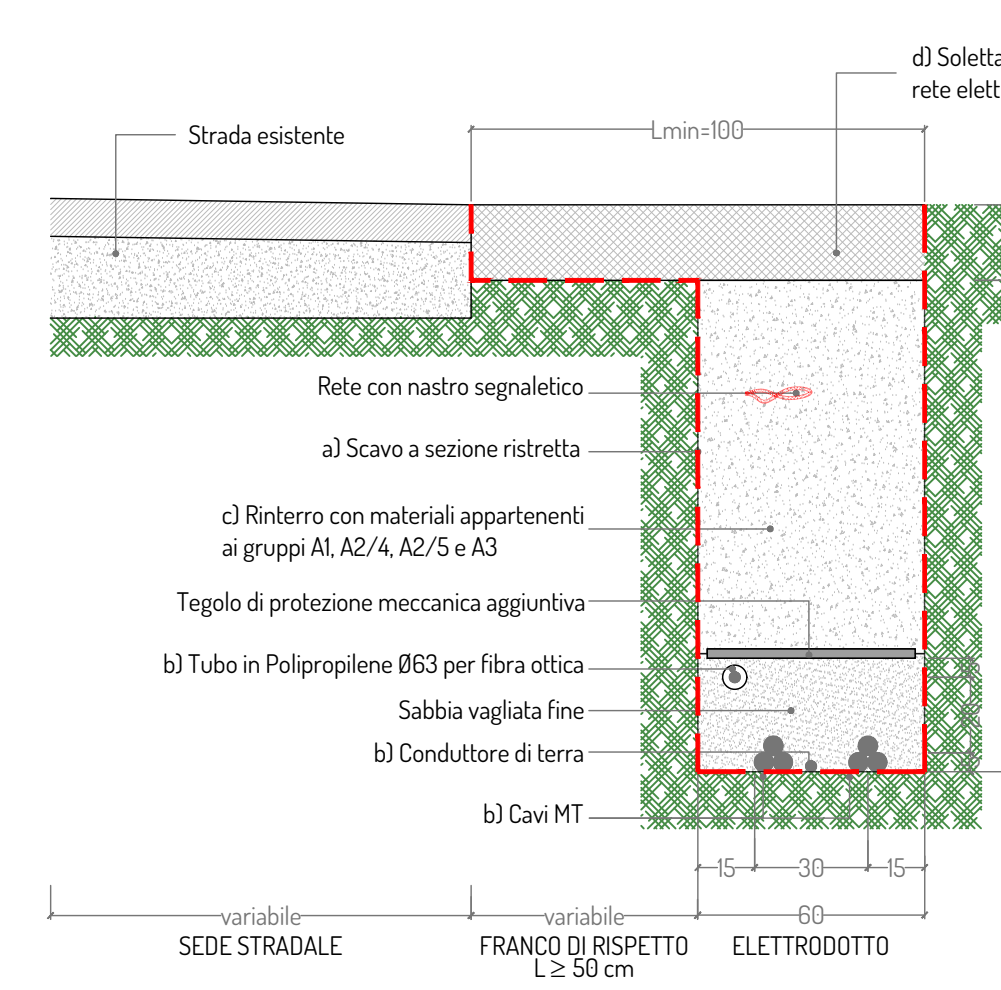 d) Soletta
rete elett
Strada esistente
Lmin=100
Rete con nastro segnaletico
a) Scavo a sezione ristretta
c) Rinterro con materiali appartenenti
ai gruppi A1, A2/4, A2/5 e A3
Tegolo di protezione meccanica aggiuntiva
b) Tubo in Polipropilene Ø63 per fibra ottica
Sabbia vagliata fine
b) Conduttore di terra
b) Cavi MT
15 30 15
variabile variabile 60
SEDE STRADALE FRANCO DI RISPETTO ELETTRODOTTO
L ≥ 50 cm